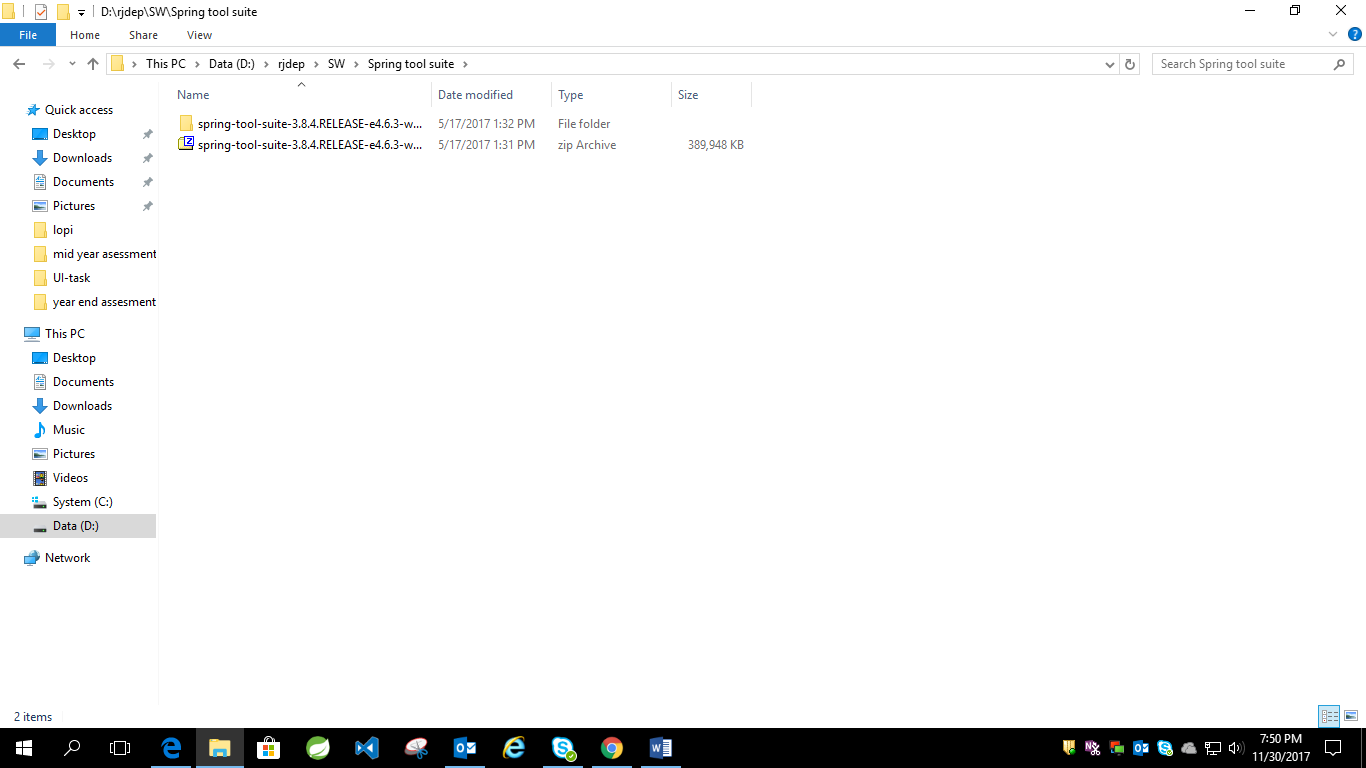 D:\rjdep\SW\Spring tool suite
File Home Share View
This PC Data (D:) rjdep SW Spring tool suite
Search Spring tool suite
Name Date modified Type Size
spring-tool-suite-3.8.4.RELEASE-e4.6.3-w... 5/17/2017 1:32 PM File folder
spring-tool-suite-3.8.4.RELEASE-e4.6.3-w... 5/17/2017 1:31 PM zip Archive 389,948 KB
Quick access
Desktop
Downloads
Documents
Pictures
lopi
mid year asessment
UI-task
year end assesment
This PC
Desktop
Documents
Downloads
Music
Pictures
Videos
System (C:)
Data (D:)
Network
2 items
7:50 PM
11/30/2017